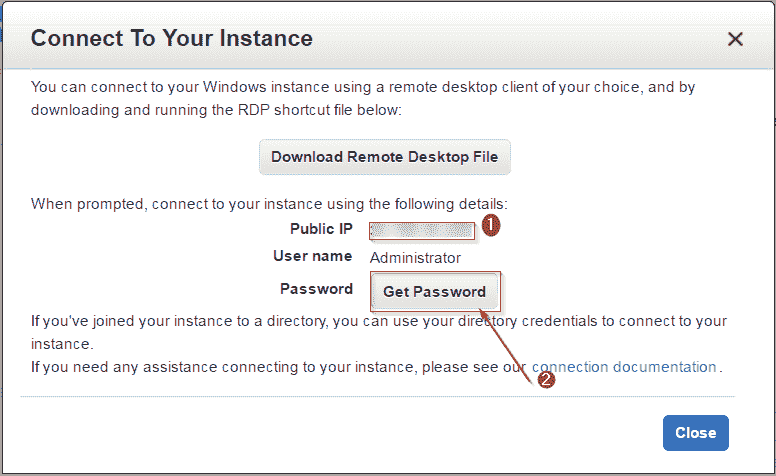 Connect To Your Instance
You can connect to your Windows instance using a remote desktop client of your choice, and by
downloading and running the RDP shortcut file below:
Download Remote Desktop File
When prompted, connect to your instance using the following details:
Public IP 1
User name Administrator
Password Get Password
If you've joined your instance to a directory, you can use your directory credentials to connect to your
instance.
If you need any assistance connecting to your instance, please see our connection documentation.
2
Close